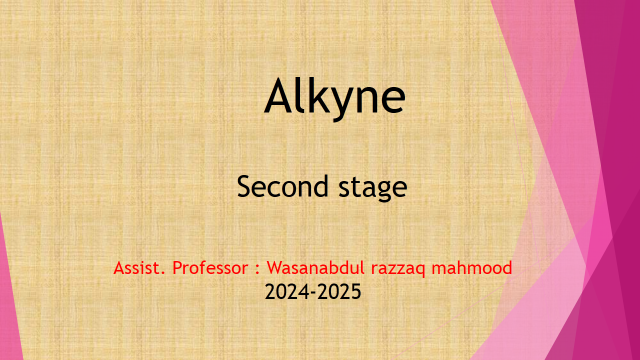 Alkyne
Second stage
Assist. Professor : Wasanabdul razzaq mahmood
2024-2025